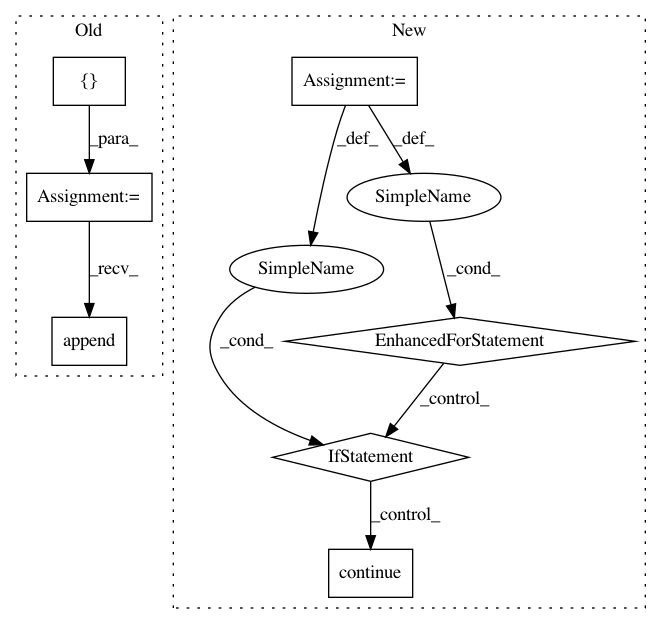 Old
New
{}
Assignment:=
_para_
_def_
_def_
Assignment:=
SimpleName
_recv_
SimpleName
_cond_
append
_cond_
EnhancedForStatement
_control_
IfStatement
_control_
continue